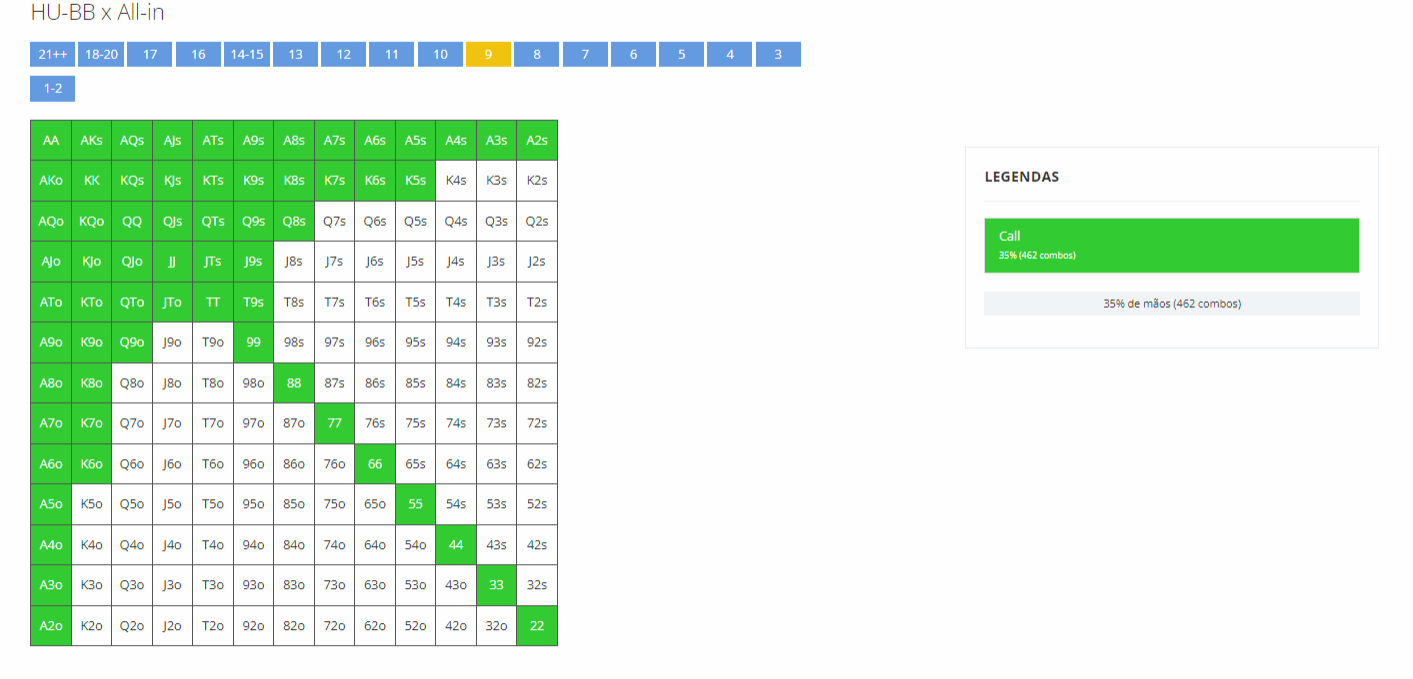 HU-BB x All-in
21++ 18-20 17 16 14-15 13 12 11 10 9 8 7 6 5 4 3
1-2
AA AKs AQs AJs ATs A9s A8s A7s A6s A5s A4s A3s A2s
AKo KK KQs KJs KTs K9s K8s K7s K6s K5s K4s K3s K2s
AQo KQo QQ QJs QTs Q9s Q8s Q7s Q6s Q5s Q4s Q3s Q2s
AJo KJo QJo JJ JTs J9s J8s J7s J6s J5s J4s J3s J2s
ATo KTo QTo JTo TT T9s T8s T7s T6s T5s T4s T3s T2s
A9o K9o Q9o J9o T9o 99 98s 97s 96s 95s 94s 93s 92s
A8o K8o Q8o J8o T8o 98o 88 87s 86s 85s 84s 83s 82s
A7o K7o Q7o J7o T7o 97o 87o 77 76s 75s 74s 73s 72s
A6o K6o Q6o J6o T6o 96o 86o 76o 66 65s 64s 63s 62s
A5o K5o Q5o J5o T5o 95o 85o 75o 65o 55 54s 53s 52s
A4o K4o Q4o J4o T4o 94o 84o 74o 64o 54o 44 43s 42s
A3o K3o Q3o J3o T3o 93o 83o 73o 63o 53o 43o 33 32s
A2o K2o Q2o J2o T2o 92o 82o 72o 62o 52o 42o 32o 22
LEGENDAS
Call
35% (462 combos)
35% de mãos (462 combos)